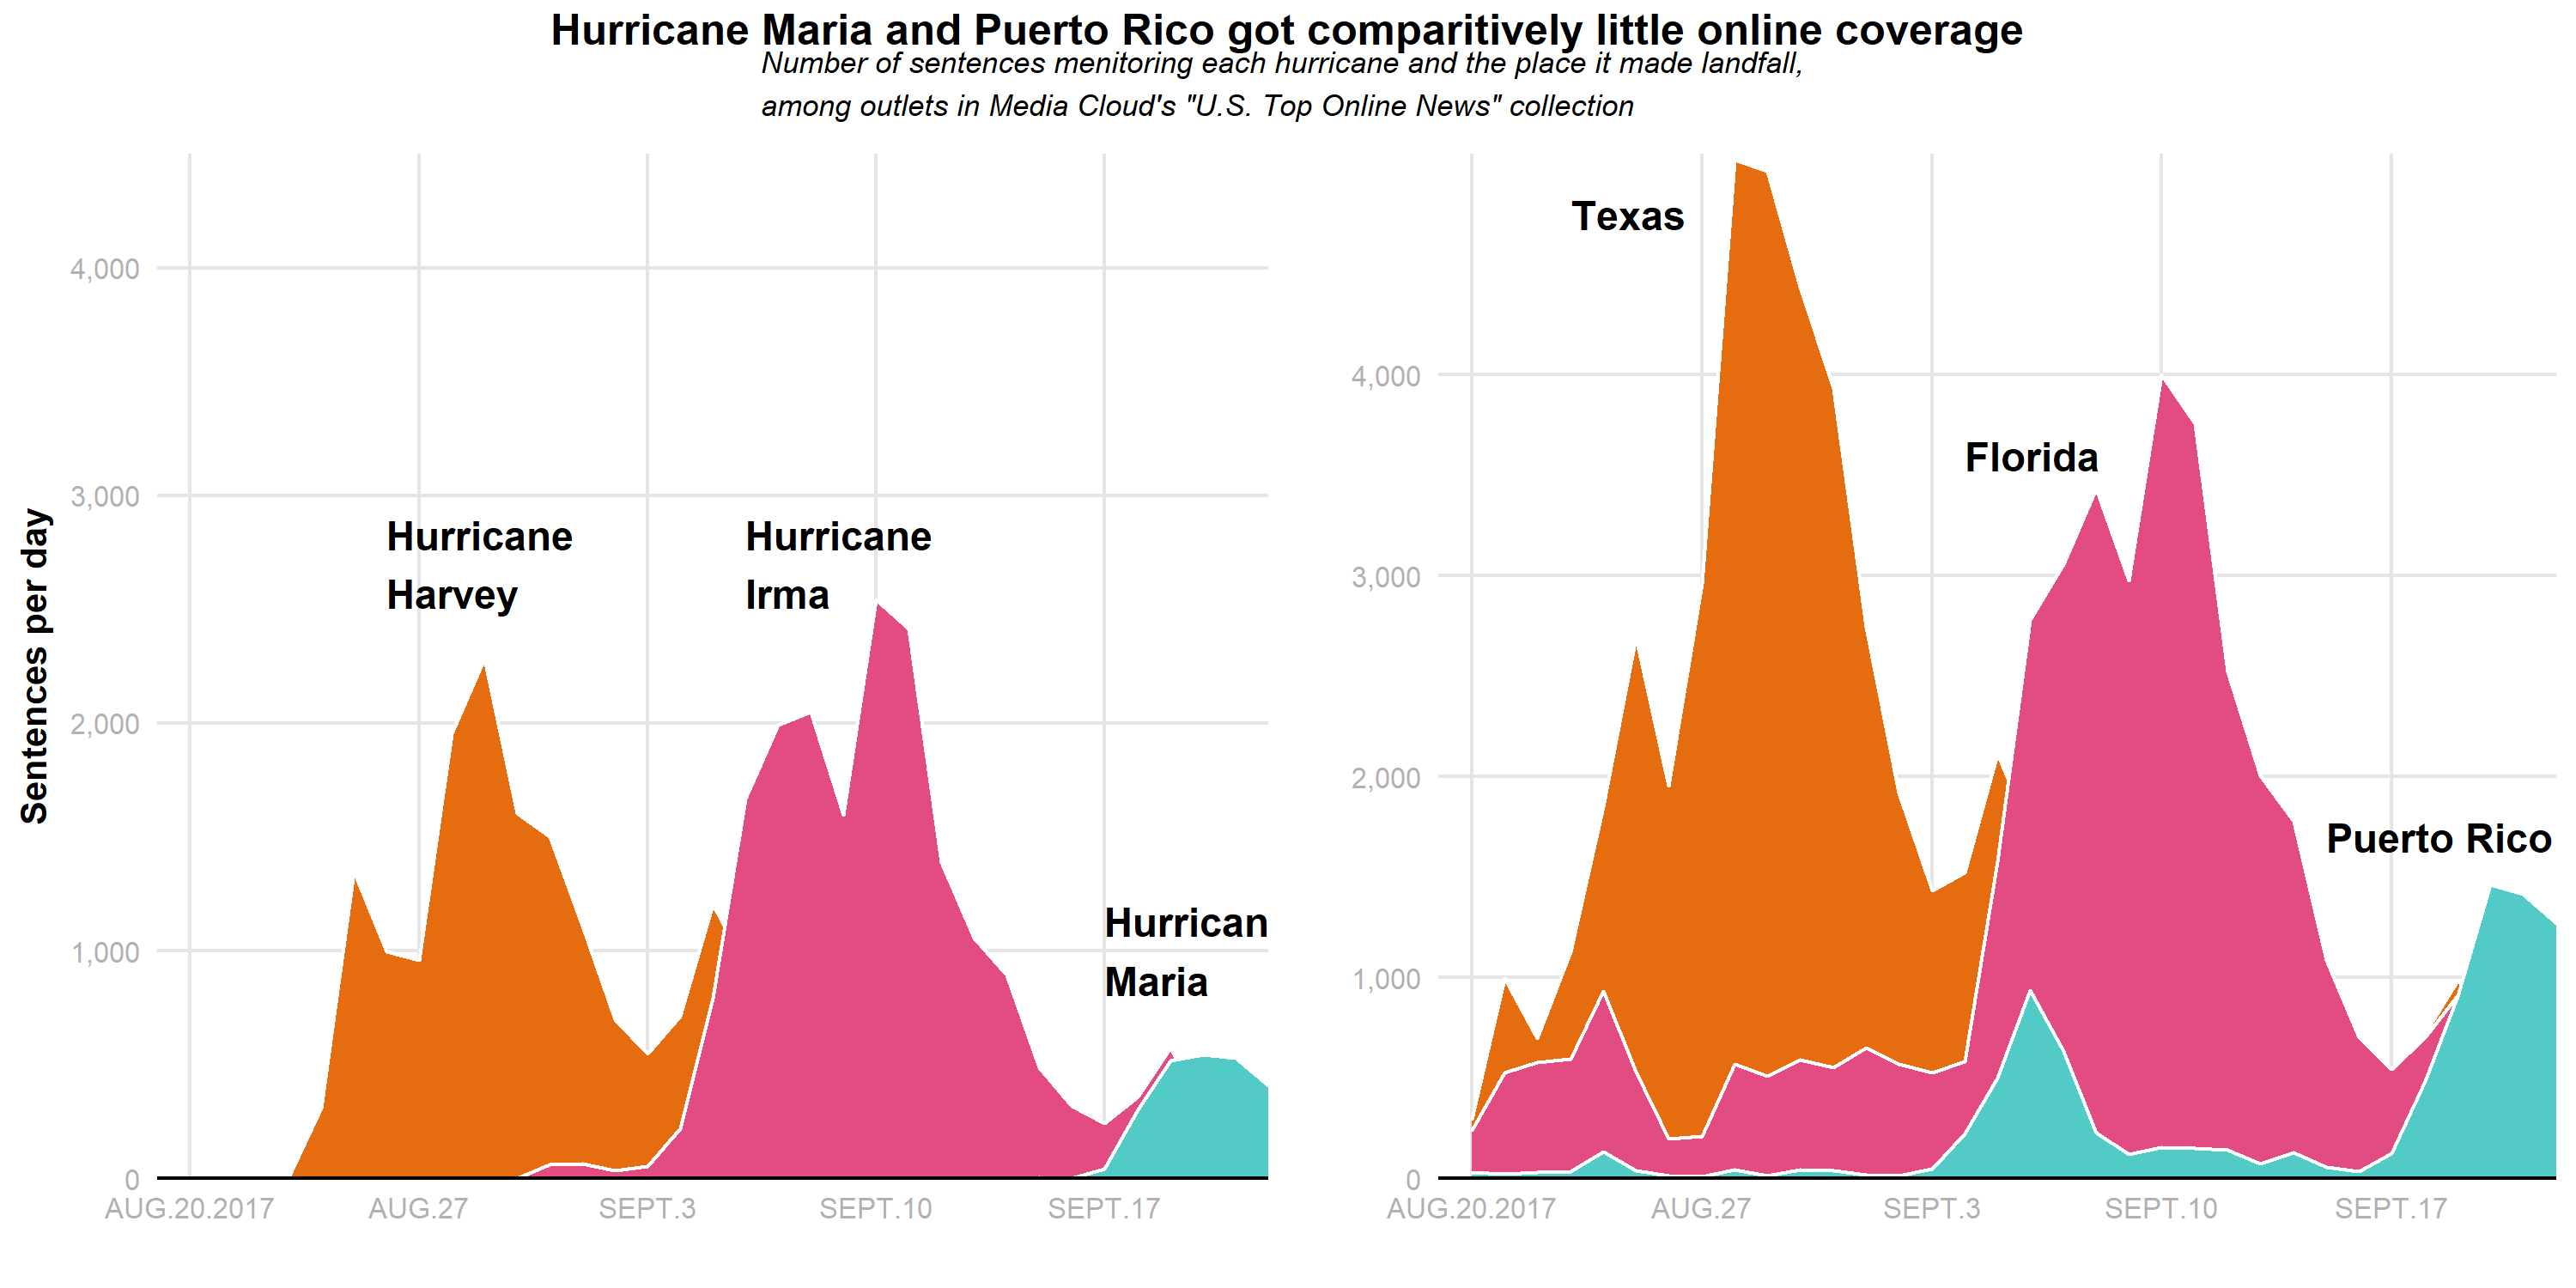 Hurricane Maria and Puerto Rico got comparitively little online coverage
Number of sentences menitoring each hurricane and the place it made landfall,
among outlets in Media Cloud's "U.S. Top Online News" collection
Sentences per day
4,000
3,000
2,000
1,000
0
Hurricane
Harvey
Hurricane
Irma
Hurrican
Maria
AUG.20.2017
AUG.27
SEPT.3
SEPT.10
SEPT.17
4,000
3,000
2,000
1,000
0
Texas
Florida
Puerto Rico
AUG.20.2017
AUG.27
SEPT.3
SEPT.10
SEPT.17